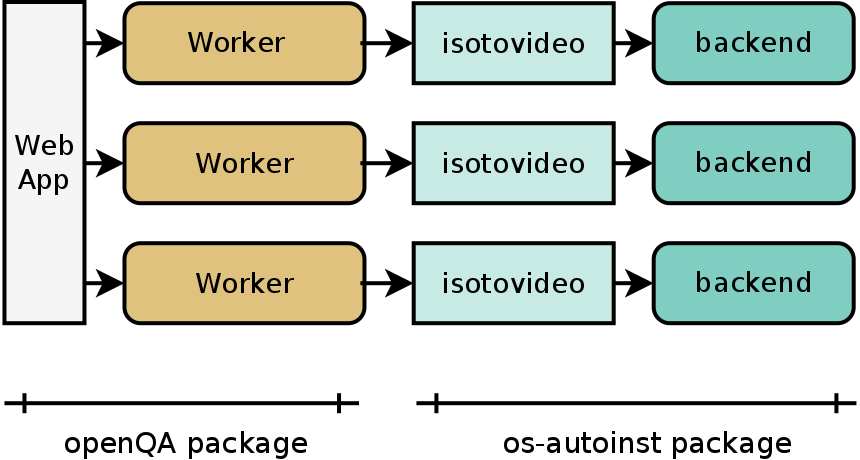 Worker
isotovideo
backend
Web
App
Worker
isotovideo
backend
Worker
isotovideo
backend
openQA package
os-autoinst package